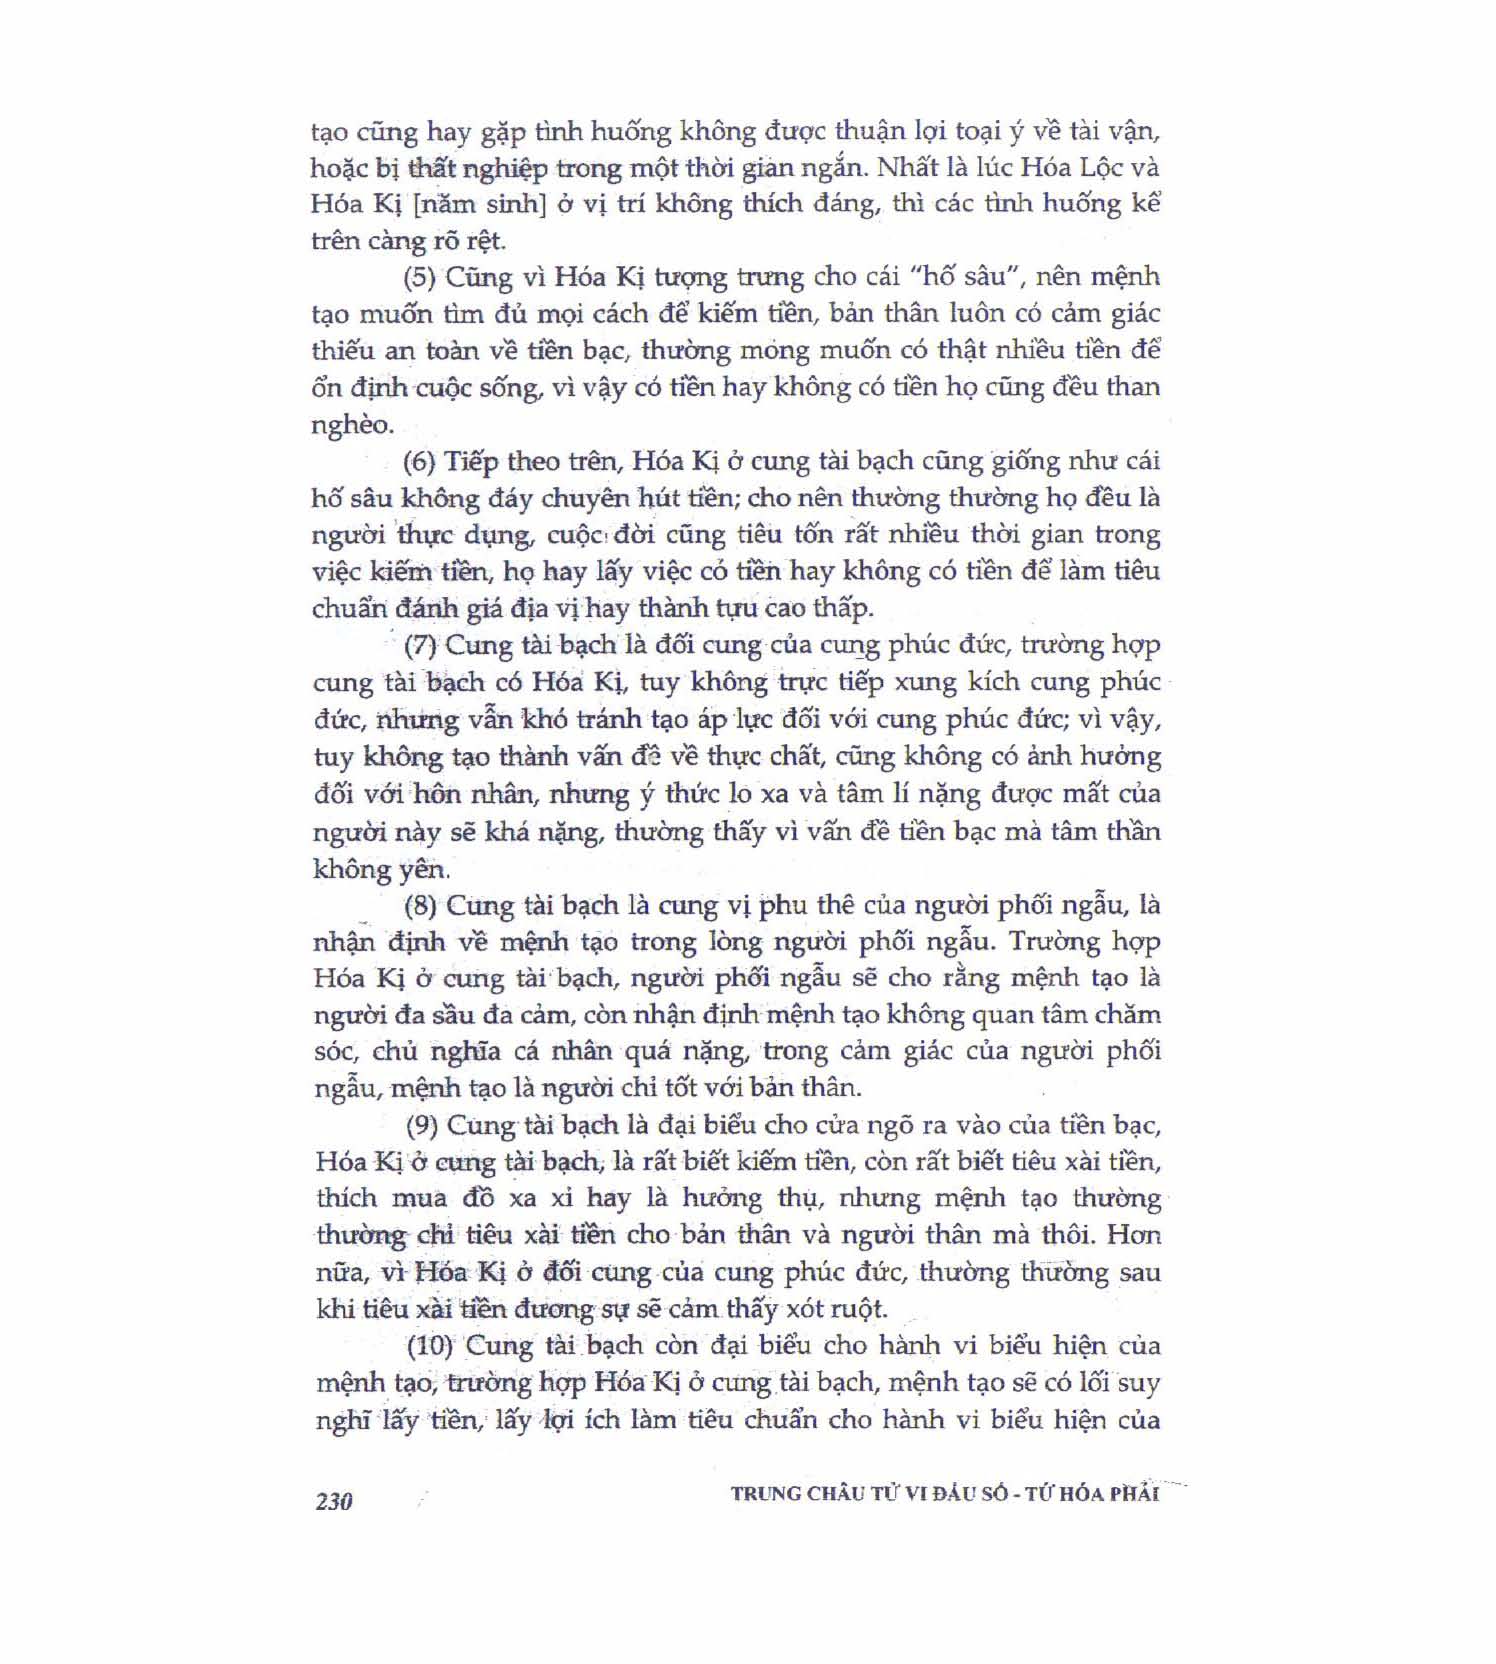 tạo cũng hay gặp tình huống không được thuận lợi toại ý về tài vận,
hoặc bị thất nghiệp trong một thời gian ngắn. Nhất là lúc Hóa Lộc và
Hóa Kị [năm sinh] ở vị trí không thích đáng, thì các tình huống kể
trên càng rõ rệt.
(5) Cũng vì Hóa Kị tượng trưng cho cái "hố sâu", nên mệnh
tạo muốn tìm đủ mọi cách để kiếm tiền, bản thân luôn có cảm giác
thiếu an toàn về tiền bạc, thường mong muốn có thật nhiều tiền để
ổn định cuộc sống, vì vậy có tiền hay không có tiền họ cũng đều than
nghèo.
(6) Tiếp theo trên, Hóa Kị ở cung tài bạch cũng giống như cái
hố sâu không đáy chuyên hút tiền; cho nên thường thường họ đều là
người thực dụng, cuộc đời cũng tiêu tốn rất nhiều thời gian trong
việc kiếm tiền, họ hay lấy việc có tiền hay không có tiền để làm tiêu
chuẩn đánh giá địa vị hay thành tựu cao thấp.
(7) Cung tài bạch là đối cung của cung phúc đức, trường hợp
cung tài bạch có Hóa Kị, tuy không trực tiếp xung kích cung phúc
đức, nhưng vẫn khó tránh tạo áp lực đối với cung phúc đức; vì vậy,
tuy không tạo thành vấn đề về thực chất, cũng không có ảnh hưởng
đối với hôn nhân, nhưng ý thức lo xa và tâm lí nặng được mất của
người này sẽ khá nặng, thường thấy vì vấn đề tiền bạc mà tâm thần
không yên.
(8) Cung tài bạch là cung vị phu thê của người phối ngẫu, là
nhận định về mệnh tạo trong lòng người phối ngẫu. Trường hợp
Hóa Kị ở cung tài bạch, người phối ngẫu sẽ cho rằng mệnh tạo là
người đa sầu đa cảm, còn nhận định mệnh tạo không quan tâm chăm
sóc, chủ nghĩa cá nhân quá nặng, trong cảm giác của người phối
ngẫu, mệnh tạo là người chỉ tốt với bản thân.
(9) Cung tài bạch là đại biểu cho cửa ngõ ra vào của tiền bạc,
Hóa Kị ở cung tài bạch, là rất biết kiếm tiền, còn rất biết tiêu xài tiền,
thích mua đồ xa xỉ hay là hưởng thụ, nhưng mệnh tạo thường
thường chỉ tiêu xài tiền cho bản thân và người thân mà thôi. Hơn
nữa, vì Hóa Kị ở đối cung của cung phúc đức, thường thường sau
khi tiêu xài tiền đương sự sẽ cảm thấy xót ruột.
(10) Cung tài bạch còn đại biểu cho hành vi biểu hiện của
mệnh tạo, trường hợp Hóa Kị ở cung tài bạch, mệnh tạo sẽ có lối suy
nghĩ lấy tiền, lấy lợi ích làm tiêu chuẩn cho hành vi biểu hiện của
230
TRUNG CHÂU TỬ VI ĐẨU SỐ - TỨ HÓA PHÁI